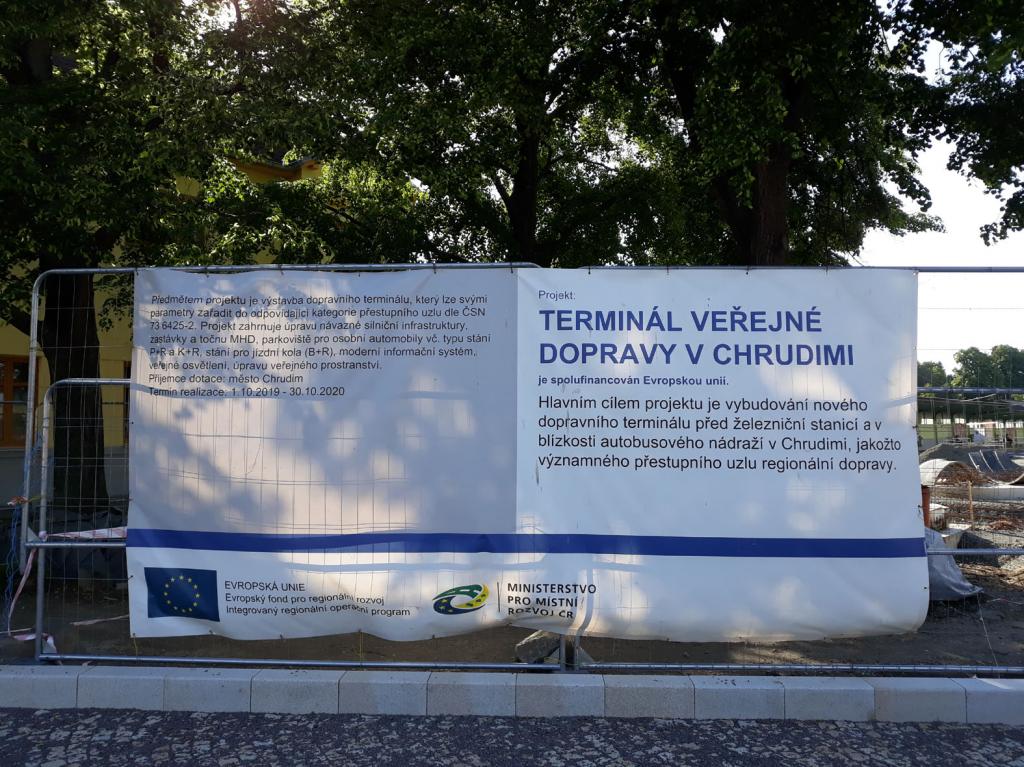 Předmětem projektu je výstavba dopravního terminálu, který lze svými
parametry zařadit do odpovídající kategorie přestupního uzlu dle ČSN
73 6425-2. Projekt zahrnuje úpravu návazné silniční infrastruktury,
zastávky a točnu MHD, parkoviště pro osobní automobily vč. typu stání
P+R a K+R, stání pro jízdní kola (B+R), moderní informační systém,
veřejné osvětlení, úpravu veřejného prostranství.
Příjemce dotace: město Chrudim
Termín realizace: 1.10.2019 - 30.10.2020
Projekt:
TERMINÁL VEŘEJNÉ
DOPRAVY V CHRUDIMI
je spolufinancován Evropskou unií.
Hlavním cílem projektu je vybudování nového
dopravního terminálu před železniční stanicí a v
blízkosti autobusového nádraží v Chrudimi, jakožto
významného přestupního uzlu regionální dopravy.
EVROPSKÁ UNIE
Evropský fond pro regionální rozvoj
Integrovaný regionální operační program
MINISTERSTVO
PRO MÍSTNÍ
ROZVOJ ČR